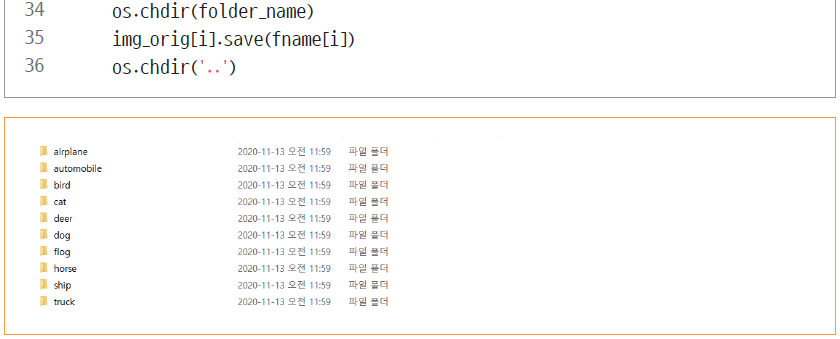 34 os.chdir(folder_name)
35 img_orig[i].save(fname[i])
36 os.chdir('..')
airplane 2020-11-13 오전 11:59 파일 폴더
automobile 2020-11-13 오전 11:59 파일 폴더
bird 2020-11-13 오전 11:59 파일 폴더
cat 2020-11-13 오전 11:59 파일 폴더
deer 2020-11-13 오전 11:59 파일 폴더
dog 2020-11-13 오전 11:59 파일 폴더
flog 2020-11-13 오전 11:59 파일 폴더
horse 2020-11-13 오전 11:59 파일 폴더
ship 2020-11-13 오전 11:59 파일 폴더
truck 2020-11-13 오전 11:59 파일 폴더